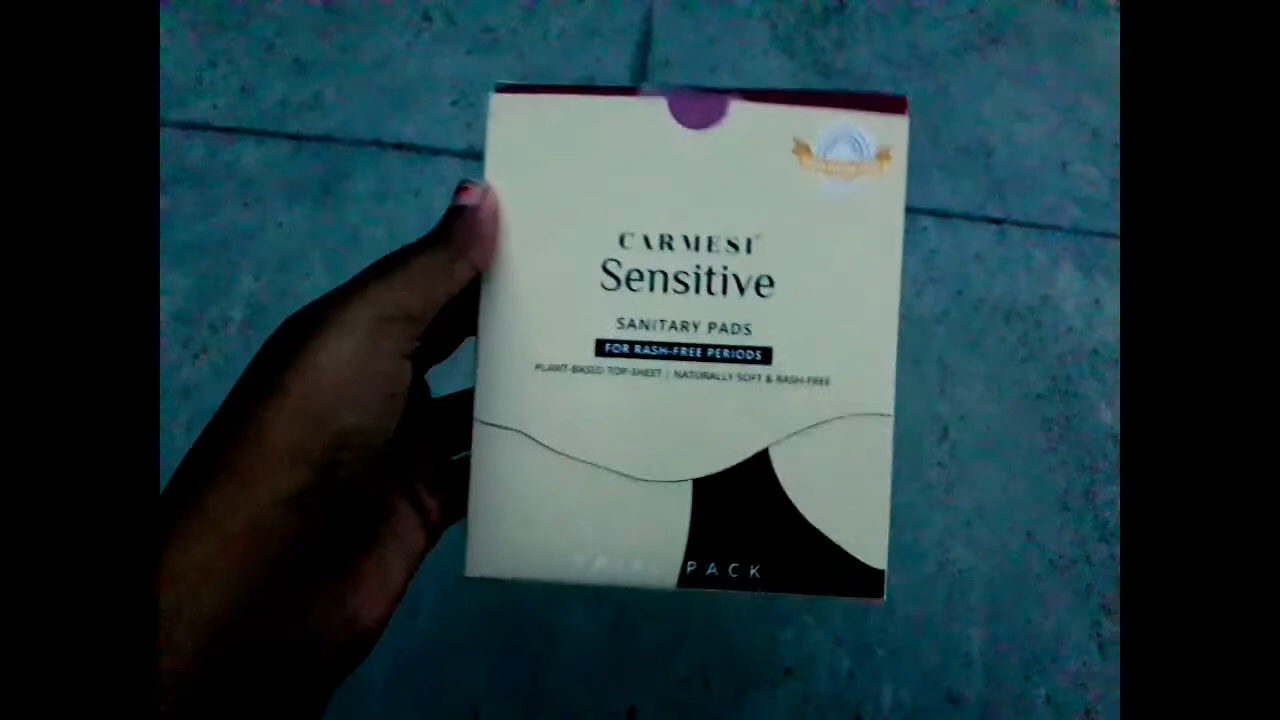 CARMESI
Sensitive
SANITARY PADS
FOR RASH-FREE PERIODS
PLANT-BASED TOP-SHEET | NATURALLY SOFT & RASH-FREE
PACK